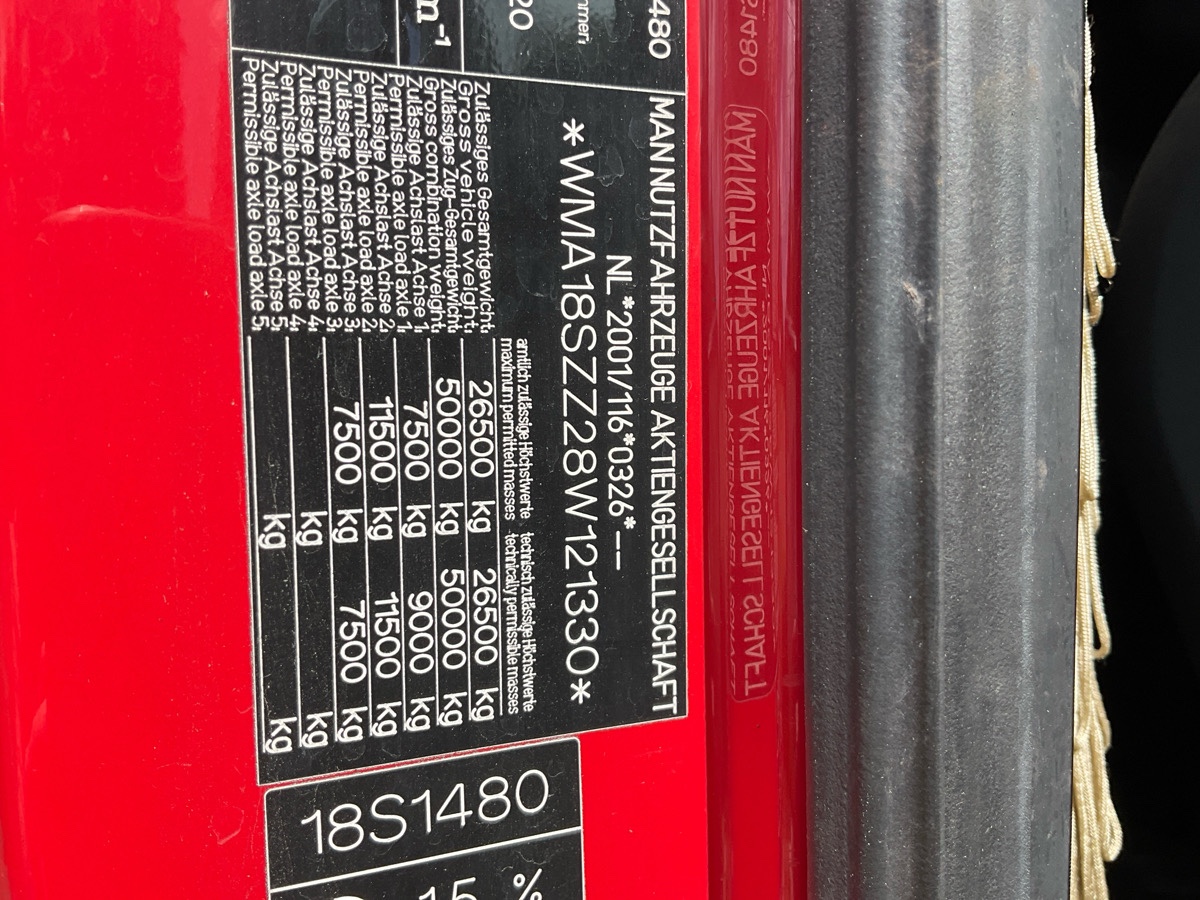 480
mmer:
20
m⁻¹
MAN NUTZFAHRZEUGE AKTIENGESELLSCHAFT
NL *2001/116*0326*--
*WMA18SZZ28W121330*
amtlich zulässige Höchstwerte technisch zulässige Höchstwerte
maximum permitted masses technically permissible masses
Zulässiges Gesamtgewicht:
Gross vehicle weight: 26500 kg 26500 kg
Zulässiges Zug-Gesamtgewicht:
Gross combination weight: 50000 kg 50000 kg
Zulässige Achslast Achse 1:
Permissible axle load axle 1: 7500 kg 9000 kg
Zulässige Achslast Achse 2:
Permissible axle load axle 2: 11500 kg 11500 kg
Zulässige Achslast Achse 3:
Permissible axle load axle 3: 7500 kg 7500 kg
Zulässige Achslast Achse 4:
Permissible axle load axle 4: kg kg
Zulässige Achslast Achse 5:
Permissible axle load axle 5: kg kg
18S1480
15 %